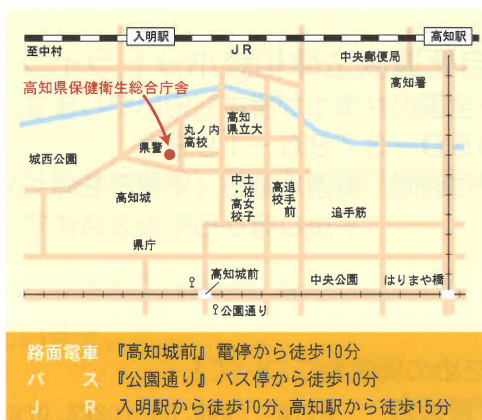 入明駅
高知駅
至中村
JR
中央郵便局
高知署
高知県保健衛生総合庁舎
丸ノ内
高校
高知
県立大
県警
城西公園
土佐女子
中・高女校
高校
追手前
高知城
追手筋
県庁
高知城前
中央公園
はりまや橋
公園通り
路面電車 『高知城前』電停から徒歩10分
バス 『公園通り』バス停から徒歩10分
JR 入明駅から徒歩10分、高知駅から徒歩15分